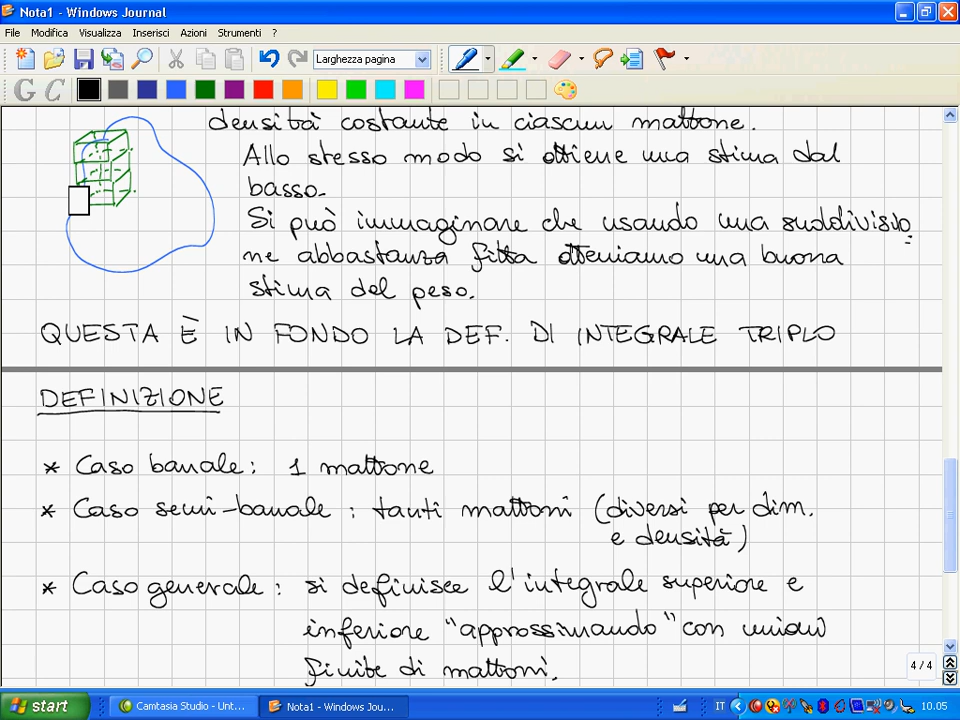 Nota1 - Windows Journal
File Modifica Visualizza Inserisci Azioni Strumenti ?
Larghezza pagina
densità costante in ciascun mattone.
Allo stesso modo si ottiene una stima dal
basso.
Si può immaginare che usando una suddivisio
ne abbastanza fitta otteniamo una buona
stima del peso.
QUESTA È IN FONDO LA DEF. DI INTEGRALE TRIPLO
DEFINIZIONE
* Caso banale: 1 mattone
* Caso semi-banale: tanti mattoni (diversi per dim.
e densità)
* Caso generale: si definisce l'integrale superiore e
inferiore "approssimando" con unioni
finite di mattoni.
4 / 4
start Camtasia Studio - Unt... Nota1 - Windows Jou... IT 10.05